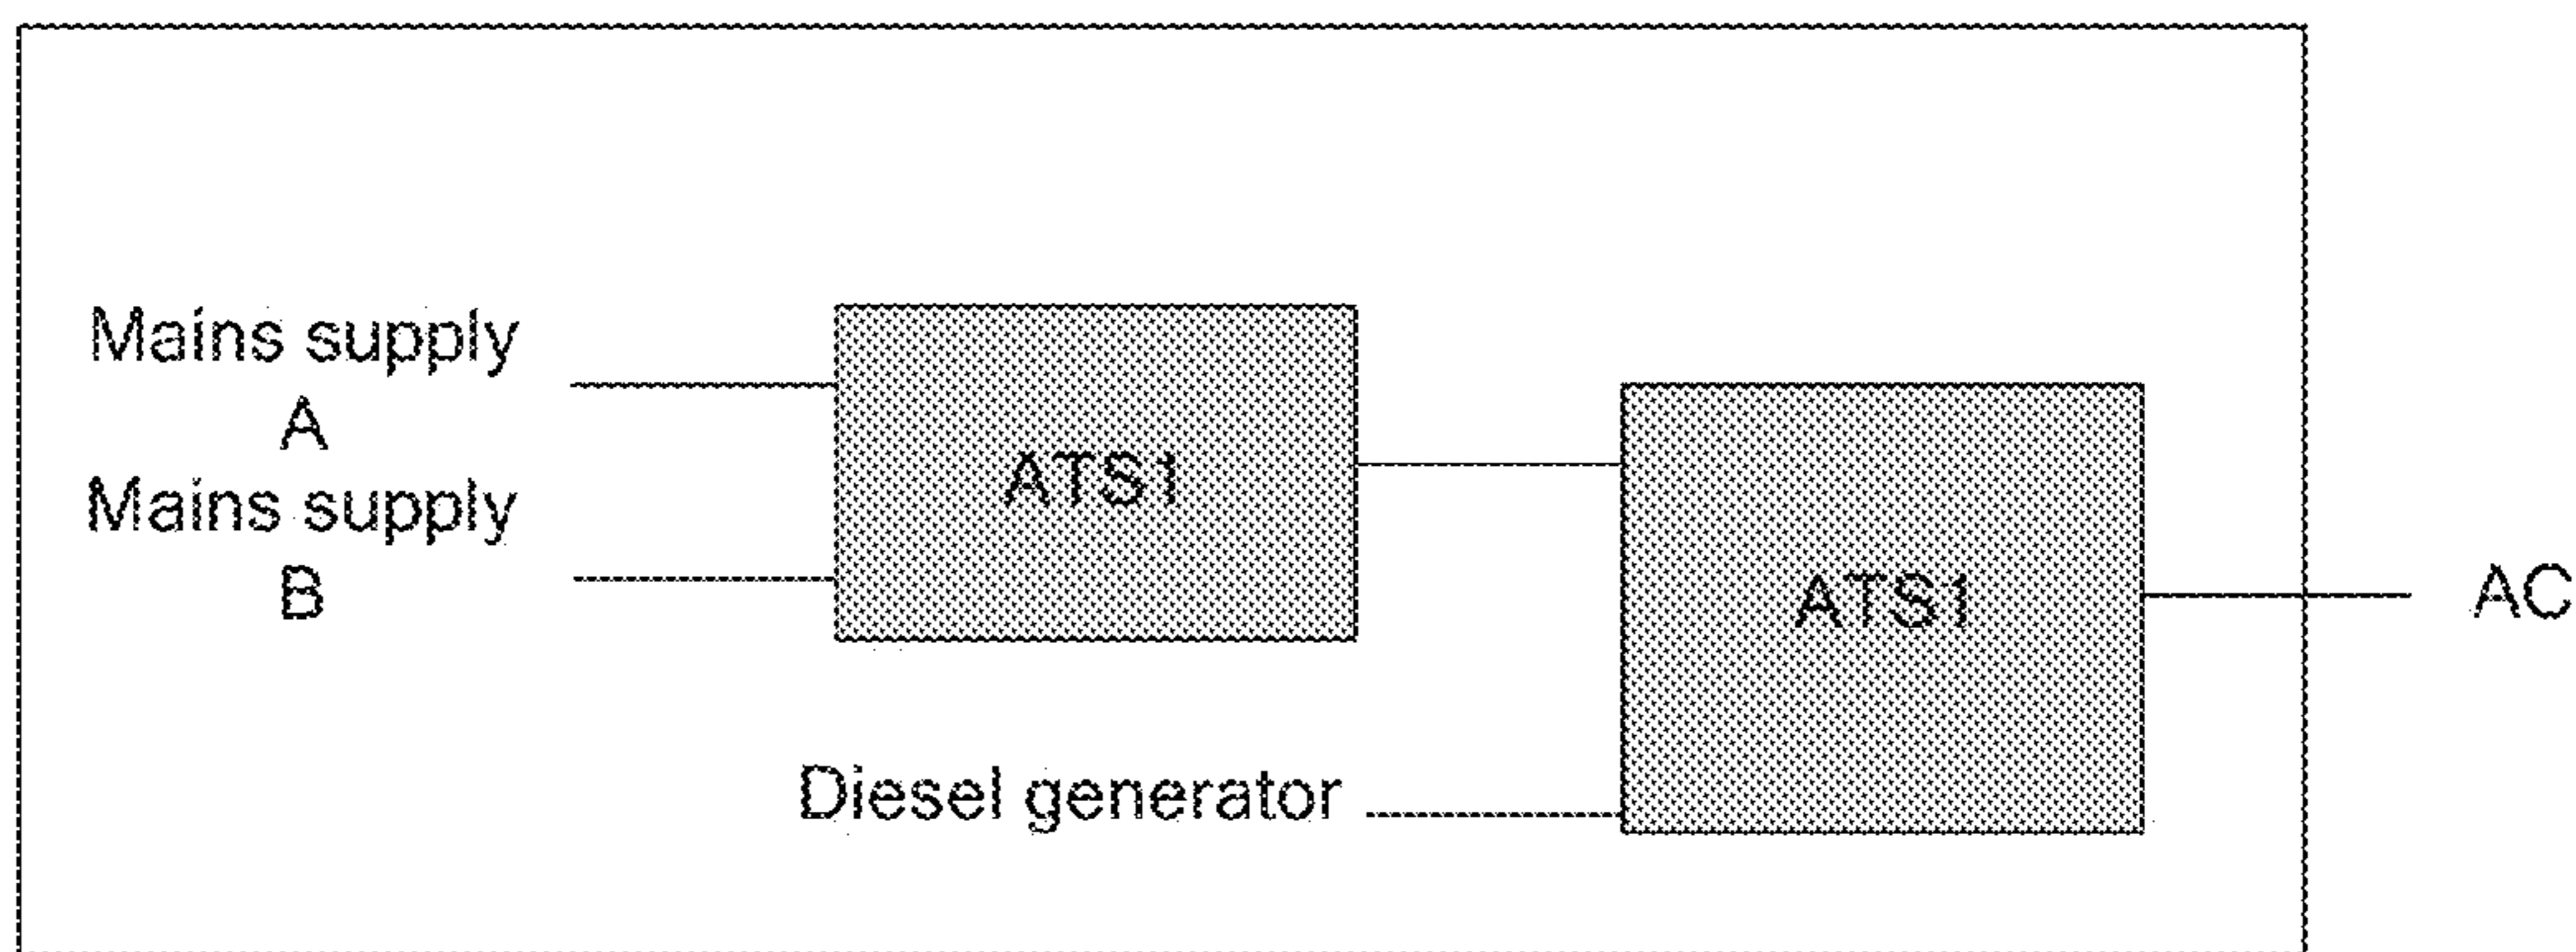 Mains supply
A
Mains supply
B
ATS1
ATS1
Diesel generator
AC